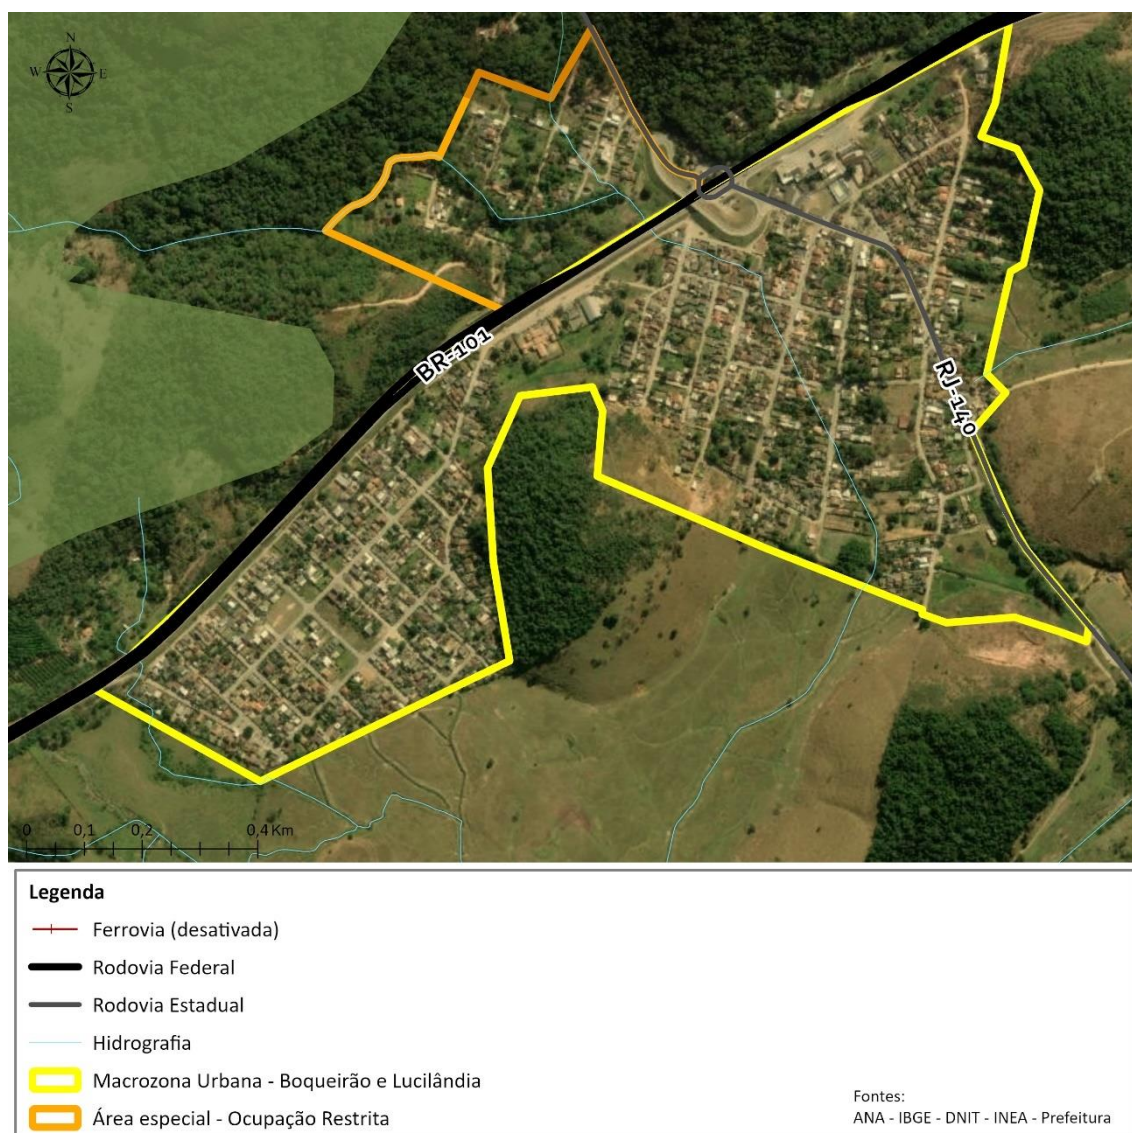 N
W E
S
BR-101
RJ-140
0 0,1 0,2 0,4 Km
Legenda
Ferrovia (desativada)
Rodovia Federal
Rodovia Estadual
Hidrografia
Macrozona Urbana - Boqueirão e Lucilândia
Área especial - Ocupação Restrita
Fontes:
ANA - IBGE - DNIT - INEA - Prefeitura